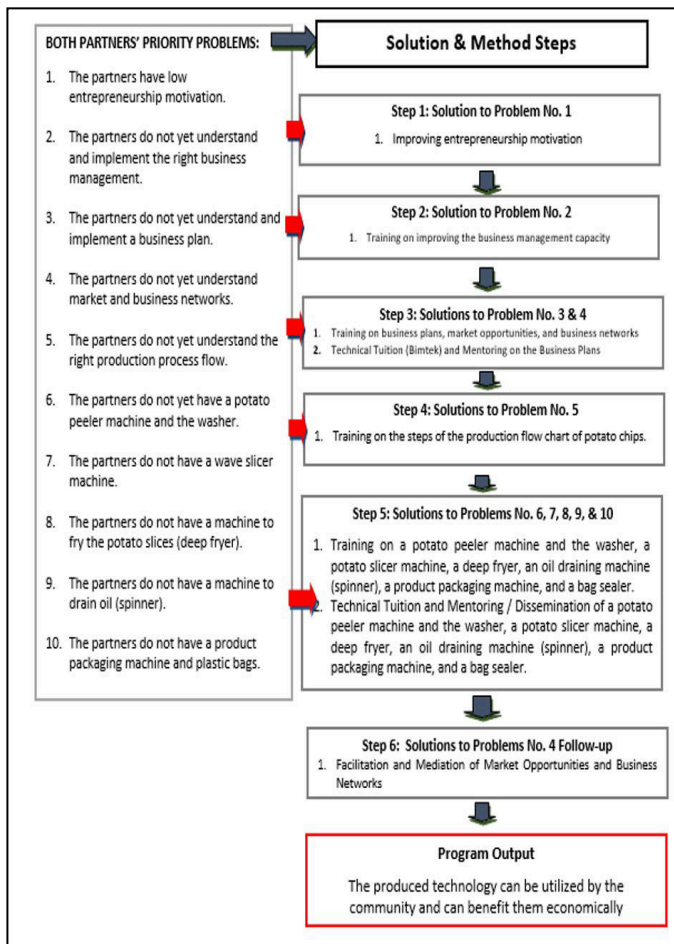 BOTH PARTNERS' PRIORITY PROBLEMS:
1. The partners have low
entrepreneurship motivation.
2. The partners do not yet understand
and implement the right business
management.
3. The partners do not yet understand and
implement a business plan.
4. The partners do not yet understand
market and business networks.
5. The partners do not yet understand the
right production process flow.
6. The partners do not yet have a potato
peeler machine and the washer.
7. The partners do not have a wave slicer
machine.
8. The partners do not have a machine to
fry the potato slices (deep fryer).
9. The partners do not have a machine to
drain oil (spinner).
10. The partners do not have a product
packaging machine and plastic bags.
Solution & Method Steps
Step 1: Solution to Problem No. 1
1. Improving entrepreneurship motivation
Step 2: Solution to Problem No. 2
1. Training on improving the business management capacity
Step 3: Solutions to Problem No. 3 & 4
1. Training on business plans, market opportunities, and business networks
2. Technical Tuition (Bimtek) and Mentoring on the Business Plans
Step 4: Solutions to Problem No. 5
1. Training on the steps of the production flow chart of potato chips.
Step 5: Solutions to Problems No. 6, 7, 8, 9, & 10
1. Training on a potato peeler machine and the washer, a
potato slicer machine, a deep fryer, an oil draining machine
(spinner), a product packaging machine, and a bag sealer.
2. Technical Tuition and Mentoring / Dissemination of a potato
peeler machine and the washer, a potato slicer machine, a
deep fryer, an oil draining machine (spinner), a product
packaging machine, and a bag sealer.
Step 6: Solutions to Problems No. 4 Follow-up
1. Facilitation and Mediation of Market Opportunities and Business
Networks
Program Output
The produced technology can be utilized by the
community and can benefit them economically